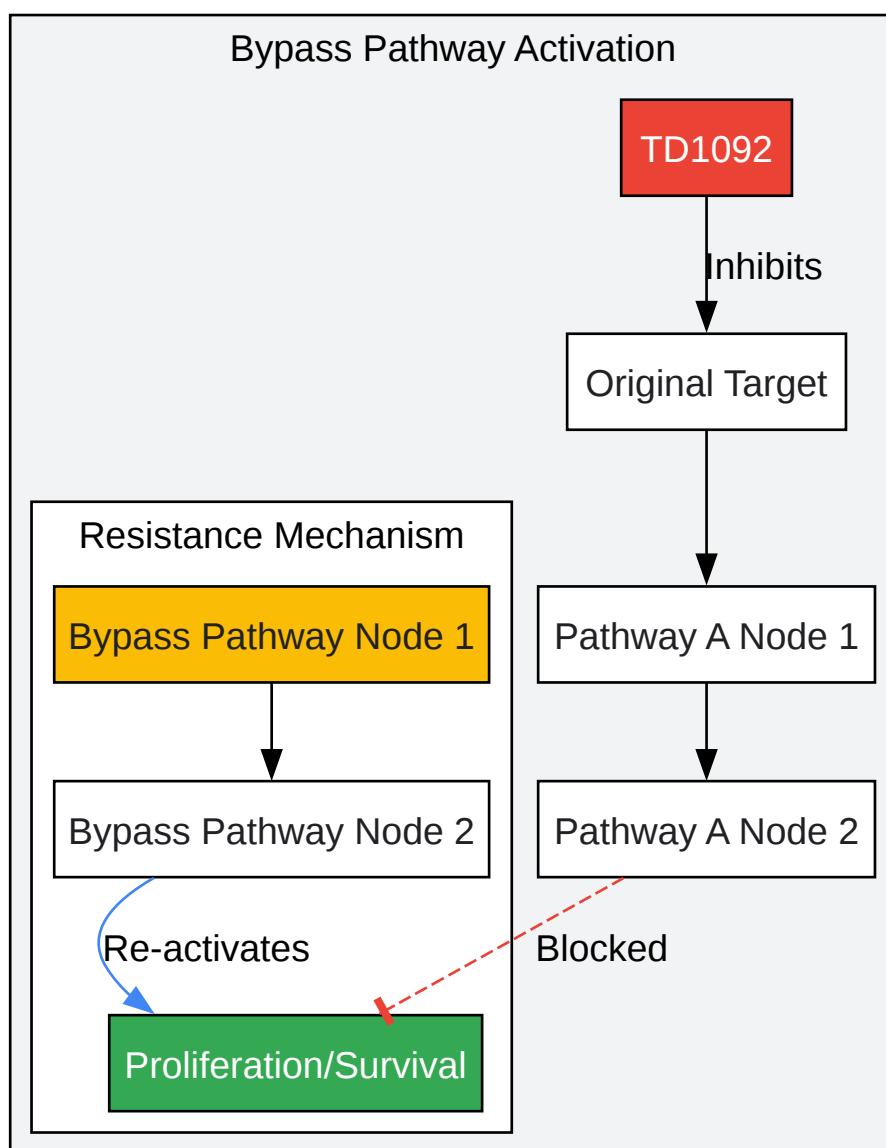 Bypass Pathway Activation
TD1092
Inhibits
Original Target
Resistance Mechanism
Bypass Pathway Node 1
Pathway A Node 1
Bypass Pathway Node 2
Pathway A Node 2
Re-activates
Blocked
Proliferation/Survival